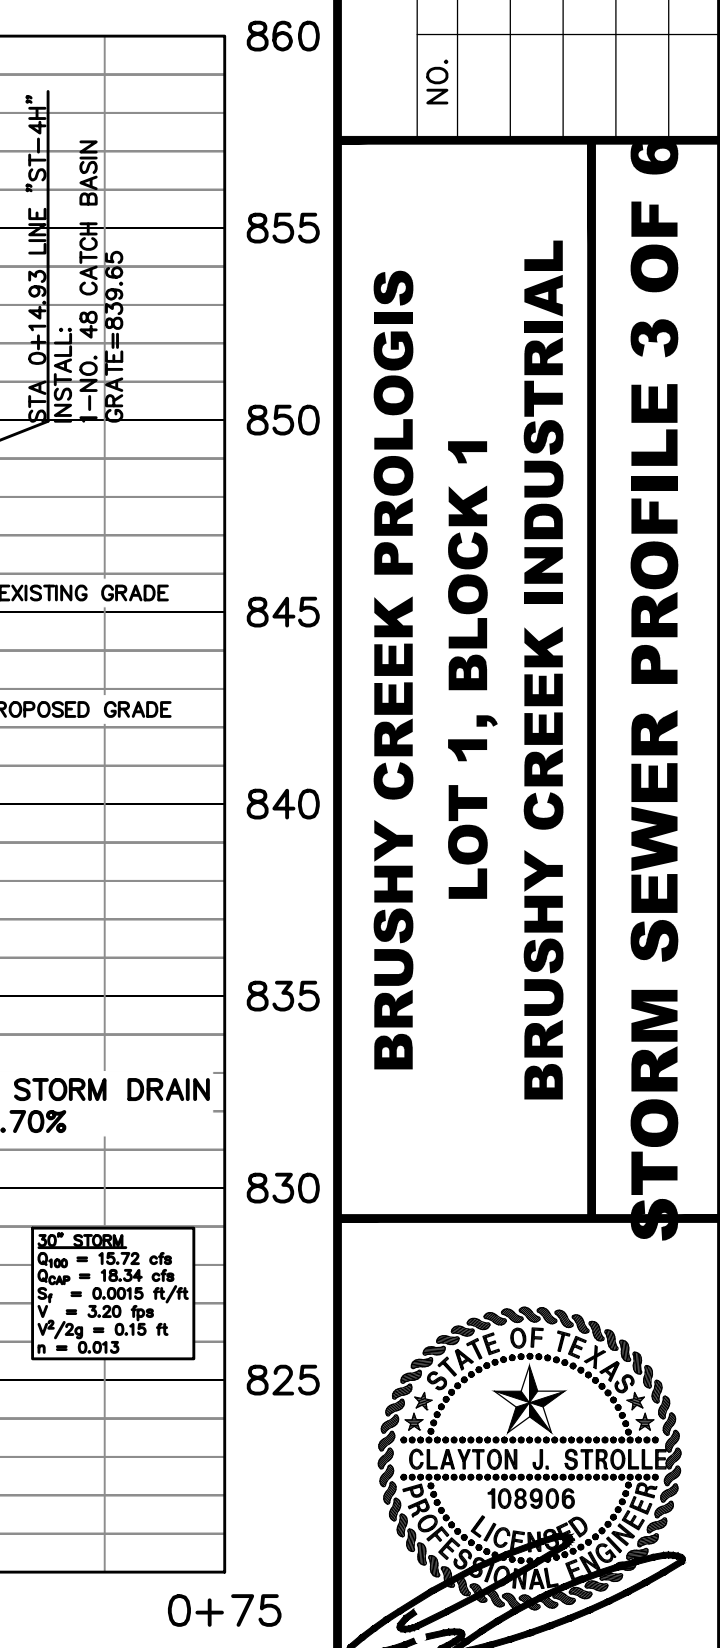 860
855
850
845
840
835
830
825
0+75
STA 0+14.93 LINE "ST-4H"
INSTALL:
1-NO. 48 CATCH BASIN
GRATE=839.65
EXISTING GRADE
GRADE
STORM DRAIN
.70%
30" STORM
Q100 = 15.72 cfs
QCAP = 18.34 cfs
Sf = 0.0015 ft/ft
V = 3.20 fps
V²/2g = 0.15 ft
n = 0.013
NO.
BRUSHY CREEK PROLOGIS
LOT 1, BLOCK 1
BRUSHY CREEK INDUSTRIAL
STORM SEWER PROFILE 3 OF 6
STATE OF TEXAS
CLAYTON J. STROLLE
108906
LICENSED
PROFESSIONAL ENGINEER